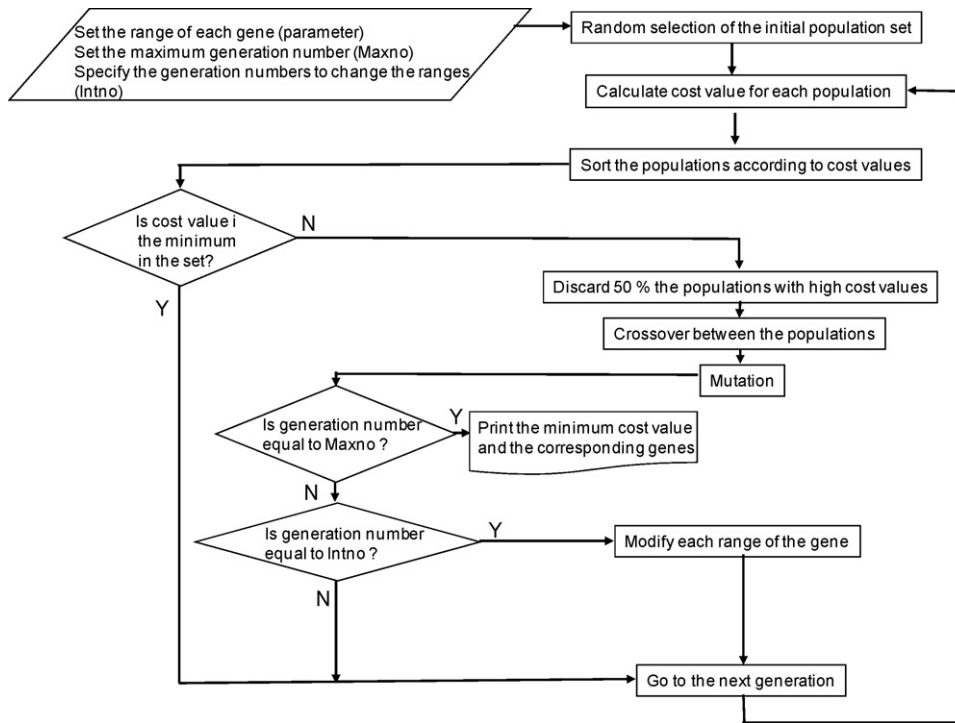 Set the range of each gene (parameter)
Set the maximum generation number (Maxno)
Specify the generation numbers to change the ranges
(Intno)
Random selection of the initial population set
Calculate cost value for each population
Sort the populations according to cost values
Is cost value i
the minimum
in the set?
N
Y
Discard 50 % the populations with high cost values
Crossover between the populations
Mutation
Is generation number
equal to Maxno ?
Y
Print the minimum cost value
and the corresponding genes
N
Is generation number
equal to Intno ?
Y
Modify each range of the gene
N
Go to the next generation